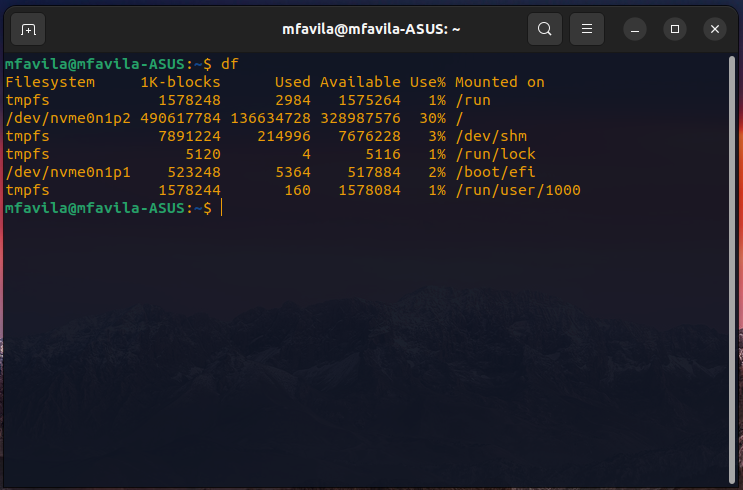 mfavila@mfavila-ASUS: ~
mfavila@mfavila-ASUS:~$ df
Filesystem     1K-blocks      Used Available Use% Mounted on
tmpfs            1578248      2984   1575264   1% /run
/dev/nvme0n1p2 490617784 136634728 328987576  30% /
tmpfs            7891224    214996   7676228   3% /dev/shm
tmpfs               5120         4      5116   1% /run/lock
/dev/nvme0n1p1    523248      5364    517884   2% /boot/efi
tmpfs            1578244       160   1578084   1% /run/user/1000
mfavila@mfavila-ASUS:~$